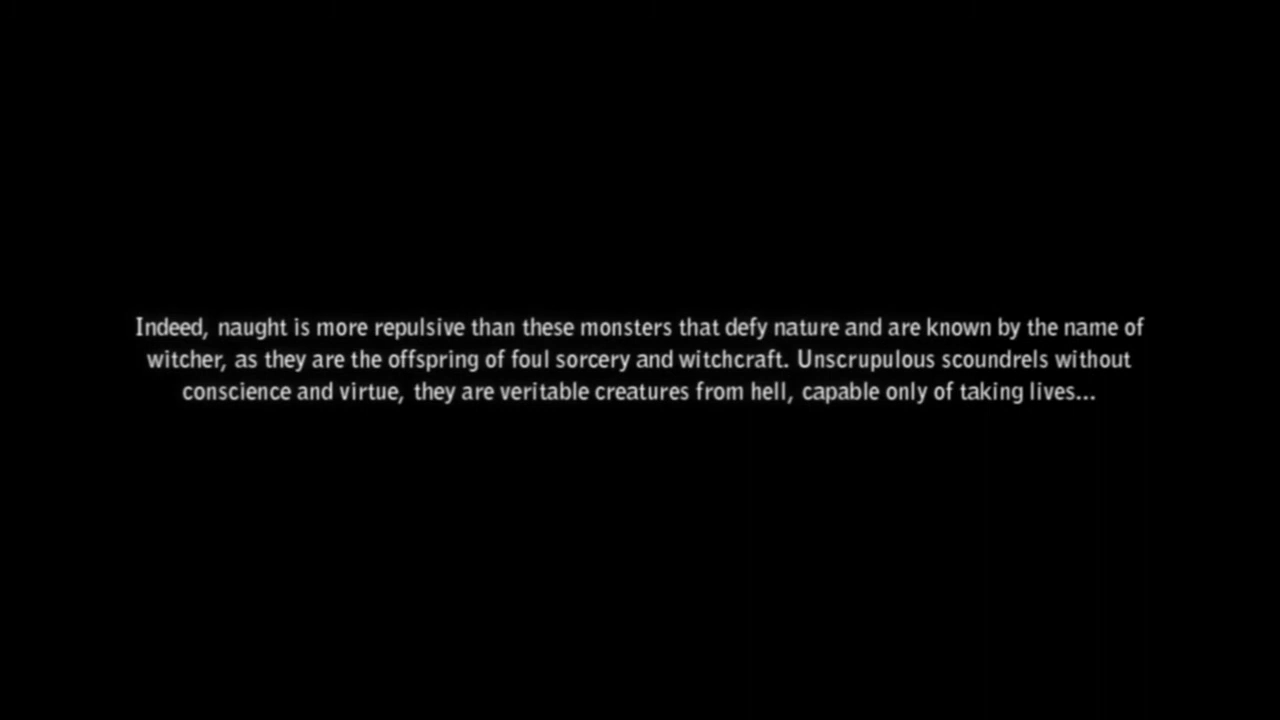 Indeed, naught is more repulsive than these monsters that defy nature and are known by the name of
witcher, as they are the offspring of foul sorcery and witchcraft. Unscrupulous scoundrels without
conscience and virtue, they are veritable creatures from hell, capable only of taking lives...